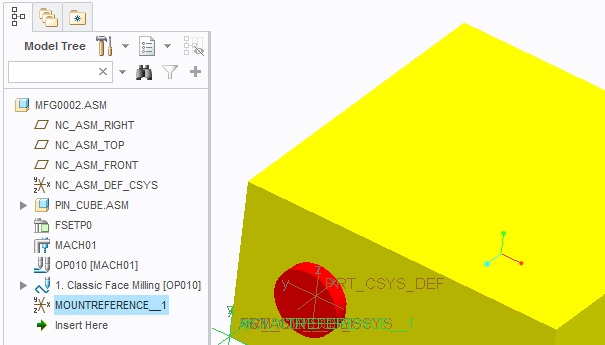 Model Tree
MFG0002.ASM
NC_ASM_RIGHT
NC_ASM_TOP
NC_ASM_FRONT
NC_ASM_DEF_CSYS
PIN_CUBE.ASM
FSETP0
MACH01
OP010 [MACH01]
1. Classic Face Milling [OP010]
MOUNTREFERENCE__1
Insert Here
z
y
PRT_CSYS_DEF